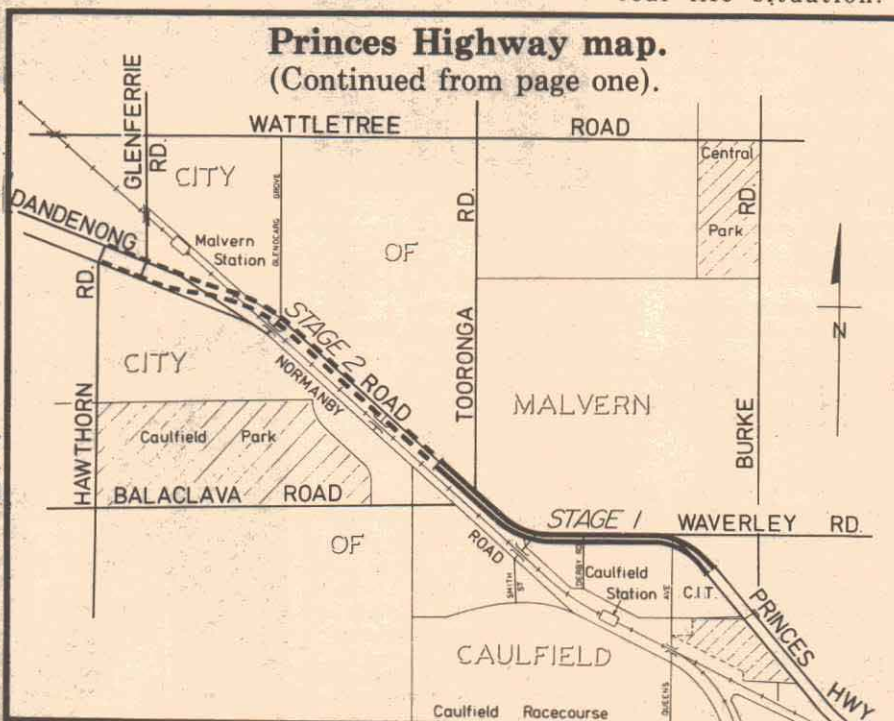 Princes Highway map.
(Continued from page one).
GLENFERRIE
RD.
WATTLETREE ROAD
CITY
Central
Park
RD.
DANDENONG
Malvern
Station
GLENDEARG GROVE
OF
RD.
RD.
STAGE 2 ROAD
N
CITY
NORMANBY
TOORONGA
MALVERN
Caulfield Park
HAWTHORN
BURKE
BALACLAVA ROAD
OF
ROAD
STAGE 1
WAVERLEY RD.
SMITH ST
DERBY RD
Caulfield
Station
QUEENS AVE
C.I.T.
PRINCES HWY
CAULFIELD
Caulfield Racecourse